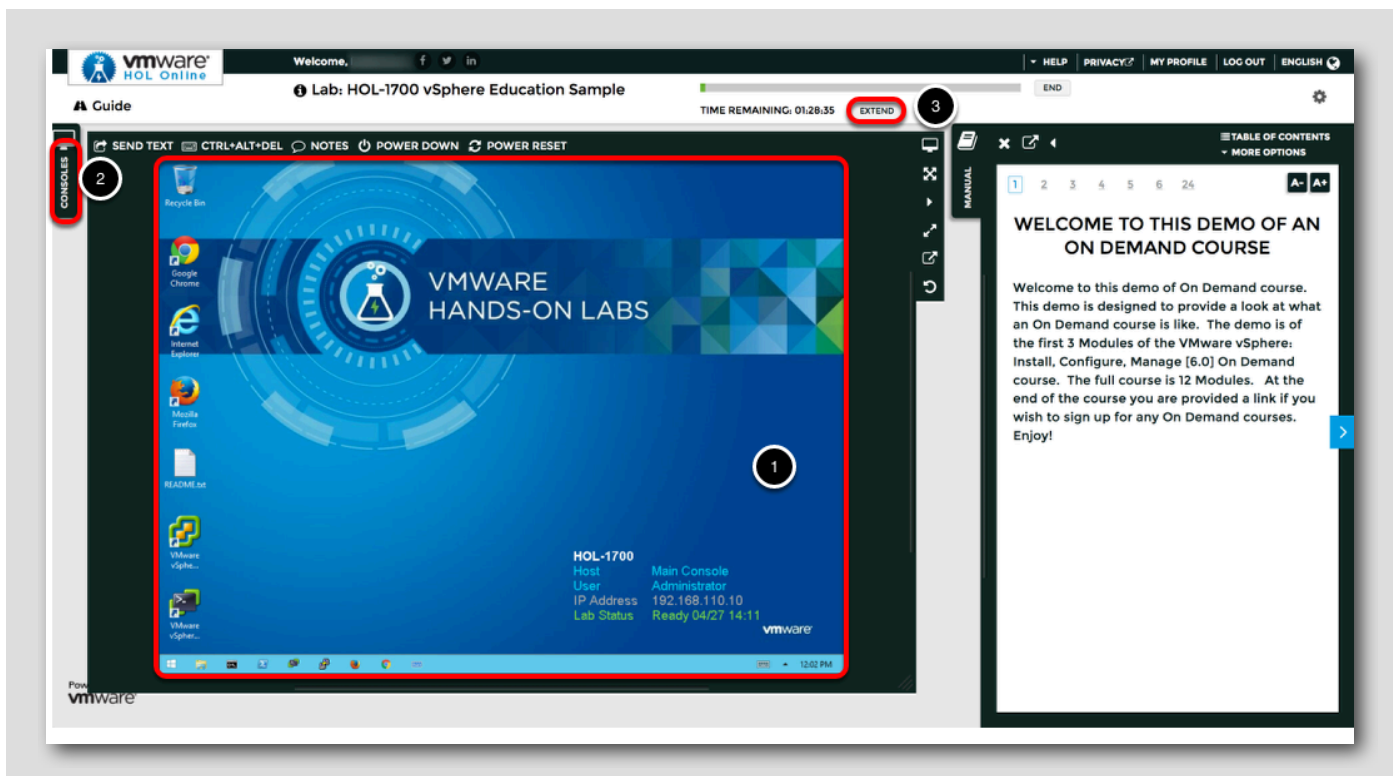 vmware
HOL Online
Welcome,
HELP
PRIVACY
MY PROFILE
LOG OUT
ENGLISH
Lab: HOL-1700 vSphere Education Sample
END
Guide
TIME REMAINING: 01:28:35
EXTEND
3
CONSOLES
2
SEND TEXT
CTRL+ALT+DEL
NOTES
POWER DOWN
POWER RESET
Recycle Bin
Google
Chrome
Internet
Explorer
Mozilla
Firefox
README.txt
VMware
vSphe...
VMware
vSpher...
VMWARE
HANDS-ON LABS
1
HOL-1700
Host Main Console
User Administrator
IP Address 192.168.110.10
Lab Status Ready 04/27 14:11
vmware
12:02 PM
MANUAL
TABLE OF CONTENTS
MORE OPTIONS
1 2 3 4 5 6 24
A- A+
WELCOME TO THIS DEMO OF AN
ON DEMAND COURSE
Welcome to this demo of On Demand course.
This demo is designed to provide a look at what
an On Demand course is like. The demo is of
the first 3 Modules of the VMware vSphere:
Install, Configure, Manage [6.0] On Demand
course. The full course is 12 Modules. At the
end of the course you are provided a link if you
wish to sign up for any On Demand courses.
Enjoy!
Pow
vmware